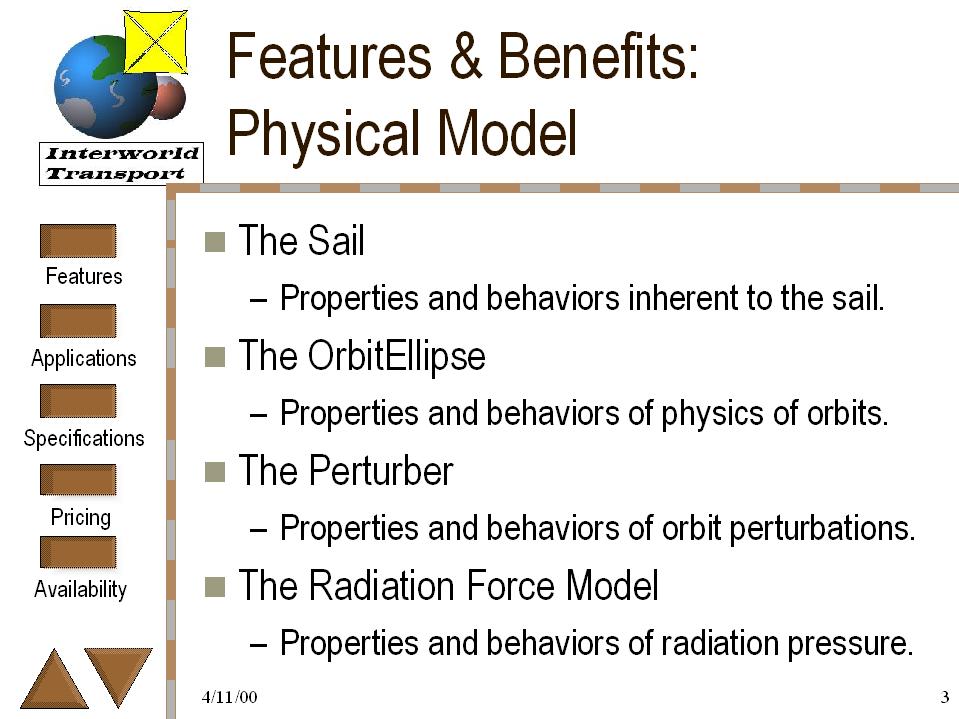 Features & Benefits:
Physical Model
Interworld
Transport
Features
Applications
Specifications
Pricing
Availability
The Sail
– Properties and behaviors inherent to the sail.
The OrbitEllipse
– Properties and behaviors of physics of orbits.
The Perturber
– Properties and behaviors of orbit perturbations.
The Radiation Force Model
– Properties and behaviors of radiation pressure.
4/11/00
3